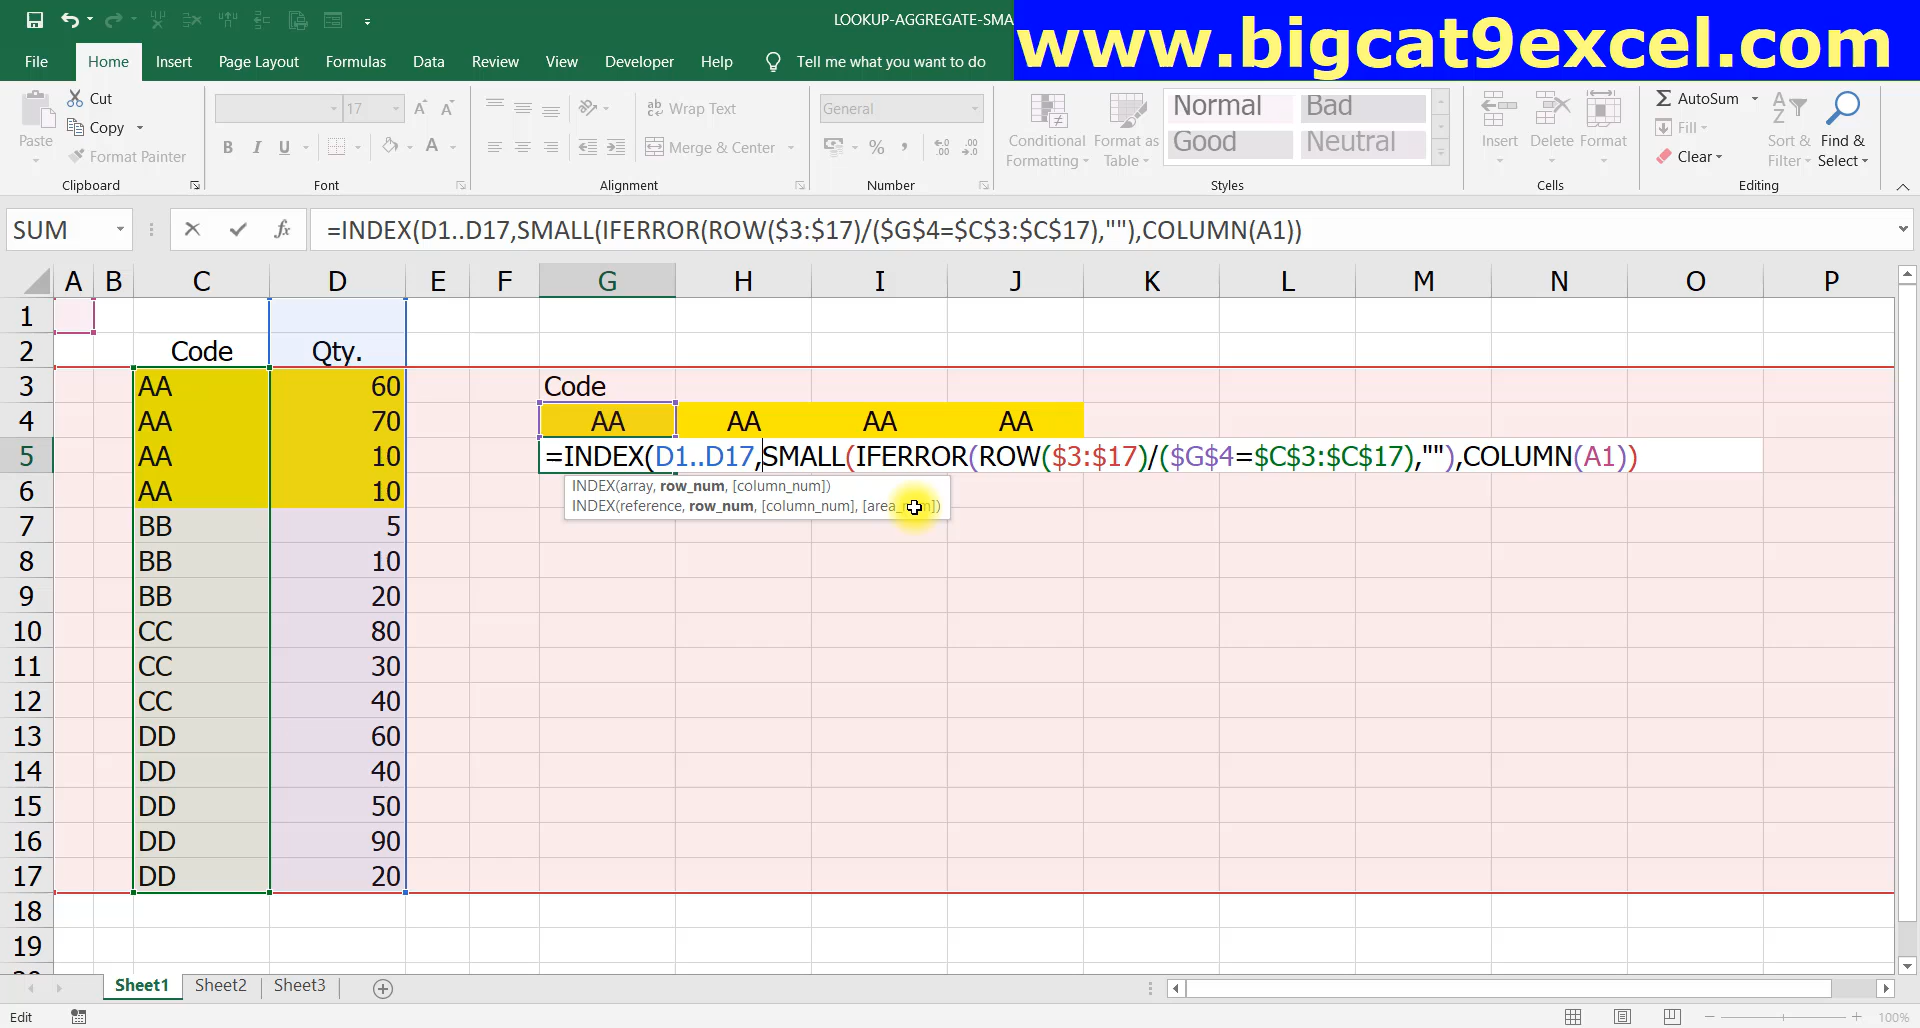 LOOKUP-AGGREGATE-SMA
www.bigcat9excel.com
File Home Insert Page Layout Formulas Data Review View Developer Help Tell me what you want to do
Paste
Cut
Copy
Format Painter
Clipboard
17
B I U
A
Font
Wrap Text
Merge & Center
Alignment
General
%
Number
Conditional Formatting
Format as Table
Normal Bad
Good Neutral
Styles
Insert Delete Format
Cells
AutoSum
Fill
Clear
Sort & Filter
Find & Select
Editing
SUM fx =INDEX(D1..D17,SMALL(IFERROR(ROW($3:$17)/($G$4=$C$3:$C$17),""),COLUMN(A1))
A B C D E F G H I J K L M N O P
1
2 Code Qty.
3 AA 60 Code
4 AA 70 AA AA AA AA
5 AA 10 =INDEX(D1..D17,SMALL(IFERROR(ROW($3:$17)/($G$4=$C$3:$C$17),""),COLUMN(A1))
INDEX(array, row_num, [column_num])
6 AA 10
INDEX(reference, row_num, [column_num], [area_num])
7 BB 5
8 BB 10
9 BB 20
10 CC 80
11 CC 30
12 CC 40
13 DD 60
14 DD 40
15 DD 50
16 DD 90
17 DD 20
18
19
Sheet1 Sheet2 Sheet3
Edit
100%